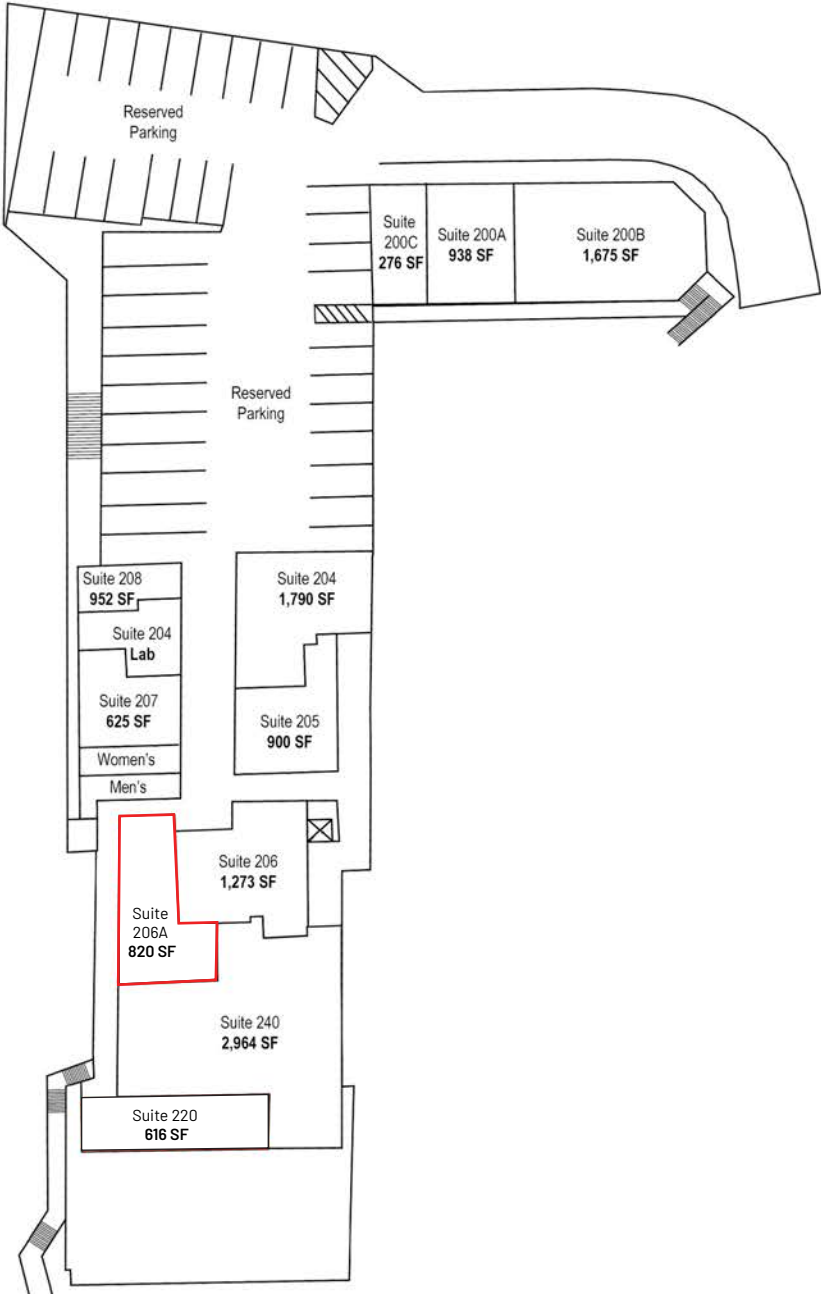 Reserved
Parking
Suite
200C
276 SF
Suite 200A
938 SF
Suite 200B
1,675 SF
Reserved
Parking
Suite 208
952 SF
Suite 204
1,790 SF
Suite 204
Lab
Suite 207
625 SF
Suite 205
900 SF
Women's
Men's
Suite 206
1,273 SF
Suite
206A
820 SF
Suite 240
2,964 SF
Suite 220
616 SF